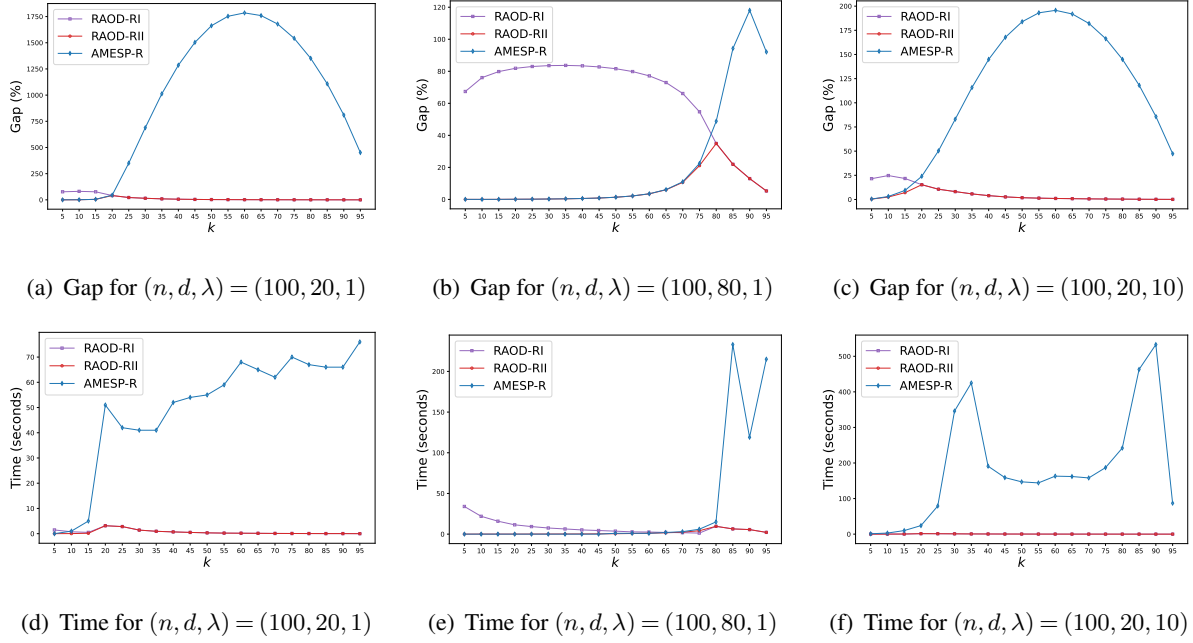 RAOD-RI
RAOD-RII
AMESP-R
Gap (%)
1750
1500
1250
1000
750
500
250
0
5 10 15 20 25 30 35 40 45 50 55 60 65 70 75 80 85 90 95
k
RAOD-RI
RAOD-RII
AMESP-R
Gap (%)
120
100
80
60
40
20
0
5 10 15 20 25 30 35 40 45 50 55 60 65 70 75 80 85 90 95
k
RAOD-RI
RAOD-RII
AMESP-R
Gap (%)
200
175
150
125
100
75
50
25
0
5 10 15 20 25 30 35 40 45 50 55 60 65 70 75 80 85 90 95
k
(a) Gap for (n, d, λ) = (100, 20, 1)
(b) Gap for (n, d, λ) = (100, 80, 1)
(c) Gap for (n, d, λ) = (100, 20, 10)
RAOD-RI
RAOD-RII
AMESP-R
Time (seconds)
70
60
50
40
30
20
10
0
5 10 15 20 25 30 35 40 45 50 55 60 65 70 75 80 85 90 95
k
RAOD-RI
RAOD-RII
AMESP-R
Time (seconds)
200
150
100
50
0
5 10 15 20 25 30 35 40 45 50 55 60 65 70 75 80 85 90 95
k
RAOD-RI
RAOD-RII
AMESP-R
Time (seconds)
500
400
300
200
100
0
5 10 15 20 25 30 35 40 45 50 55 60 65 70 75 80 85 90 95
k
(d) Time for (n, d, λ) = (100, 20, 1)
(e) Time for (n, d, λ) = (100, 80, 1)
(f) Time for (n, d, λ) = (100, 20, 10)